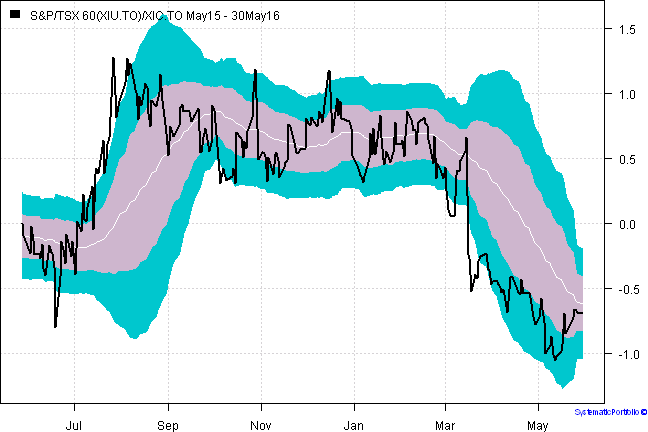 S&P/TSX 60(XIU.TO)/XIC.TO May15 - 30May16
1.5
1.0
0.5
0.0
-0.5
-1.0
Jul Sep Nov Jan Mar May
SystematicPortfolio ©